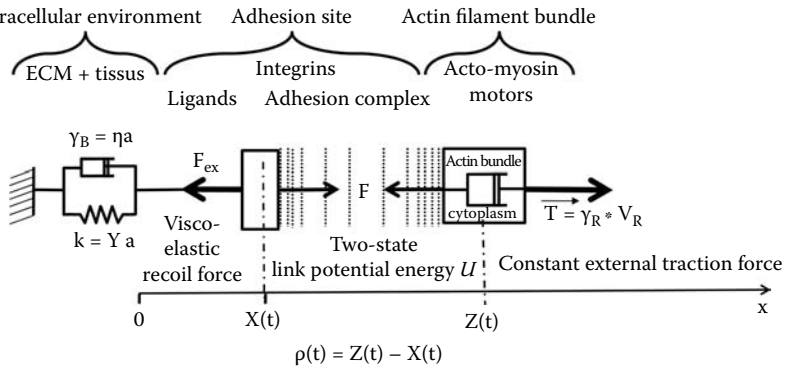 racellular environment
Adhesion site
Actin filament bundle
ECM + tissus
Integrins
Acto-myosin
motors
Ligands
Adhesion complex
γB = ηa
Fex
F
Actin bundle
cytoplasm
T = γR * VR
k = Y a
Visco-
elastic
recoil force
Two-state
link potential energy U
Constant external traction force
0
X(t)
Z(t)
x
ρ(t) = Z(t) – X(t)